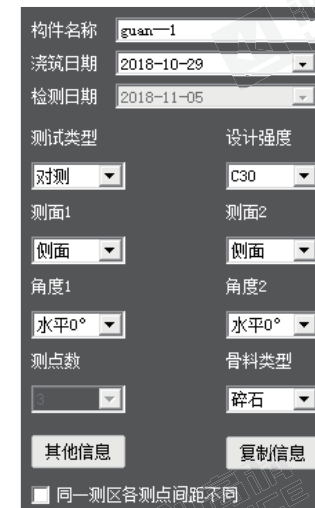 构件名称 guan—1
浇筑日期 2018-10-29
检测日期 2018-11-05
测试类型 设计强度
对测 C30
测面1 测面2
侧面 侧面
角度1 角度2
水平0° 水平0°
测点数 骨料类型
3 碎石
其他信息 复制信息
同一测区各测点间距不同